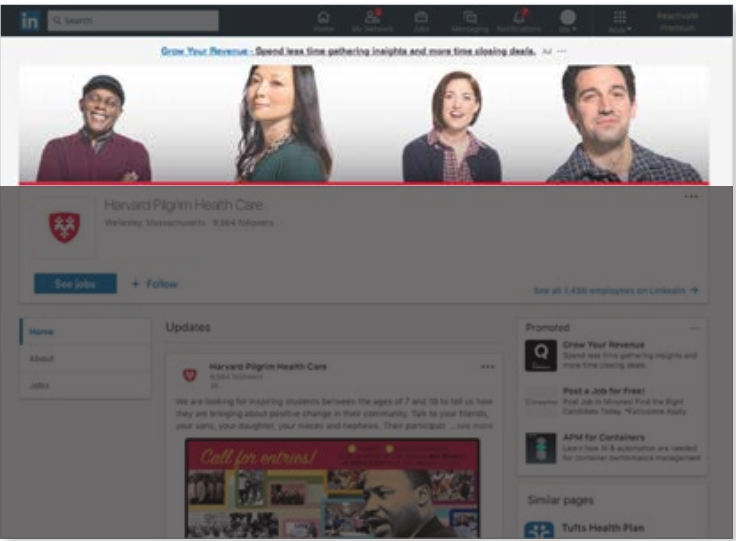 in Search
Home My Network Jobs Messaging Notifications Me Work Reactivate
Premium
Grow Your Revenue - Spend less time gathering insights and more time closing deals. Ad ...
Harvard Pilgrim Health Care
Wellesley, Massachusetts 9,564 followers
See jobs + Follow
See all 1,438 employees on LinkedIn →
Home
About
Jobs
Updates
Harvard Pilgrim Health Care
9,564 followers
We are looking for inspiring students between the ages of 7 and 18 to tell us how
they are bringing about positive change in their community. Talk to your friends,
your sons, your daughter, your nieces and nephews. Then participati ...see more
Call for entries!
Promoted
Grow Your Revenue
Spend less time gathering insights and
more time closing deals.
Post a Job for Free!
Post Job in Minutes! Find the Right
Candidate Today. *Exclusions Apply
APM for Containers
Learn how AI & automation are needed
for container performance management
Similar pages
Tufts Health Plan